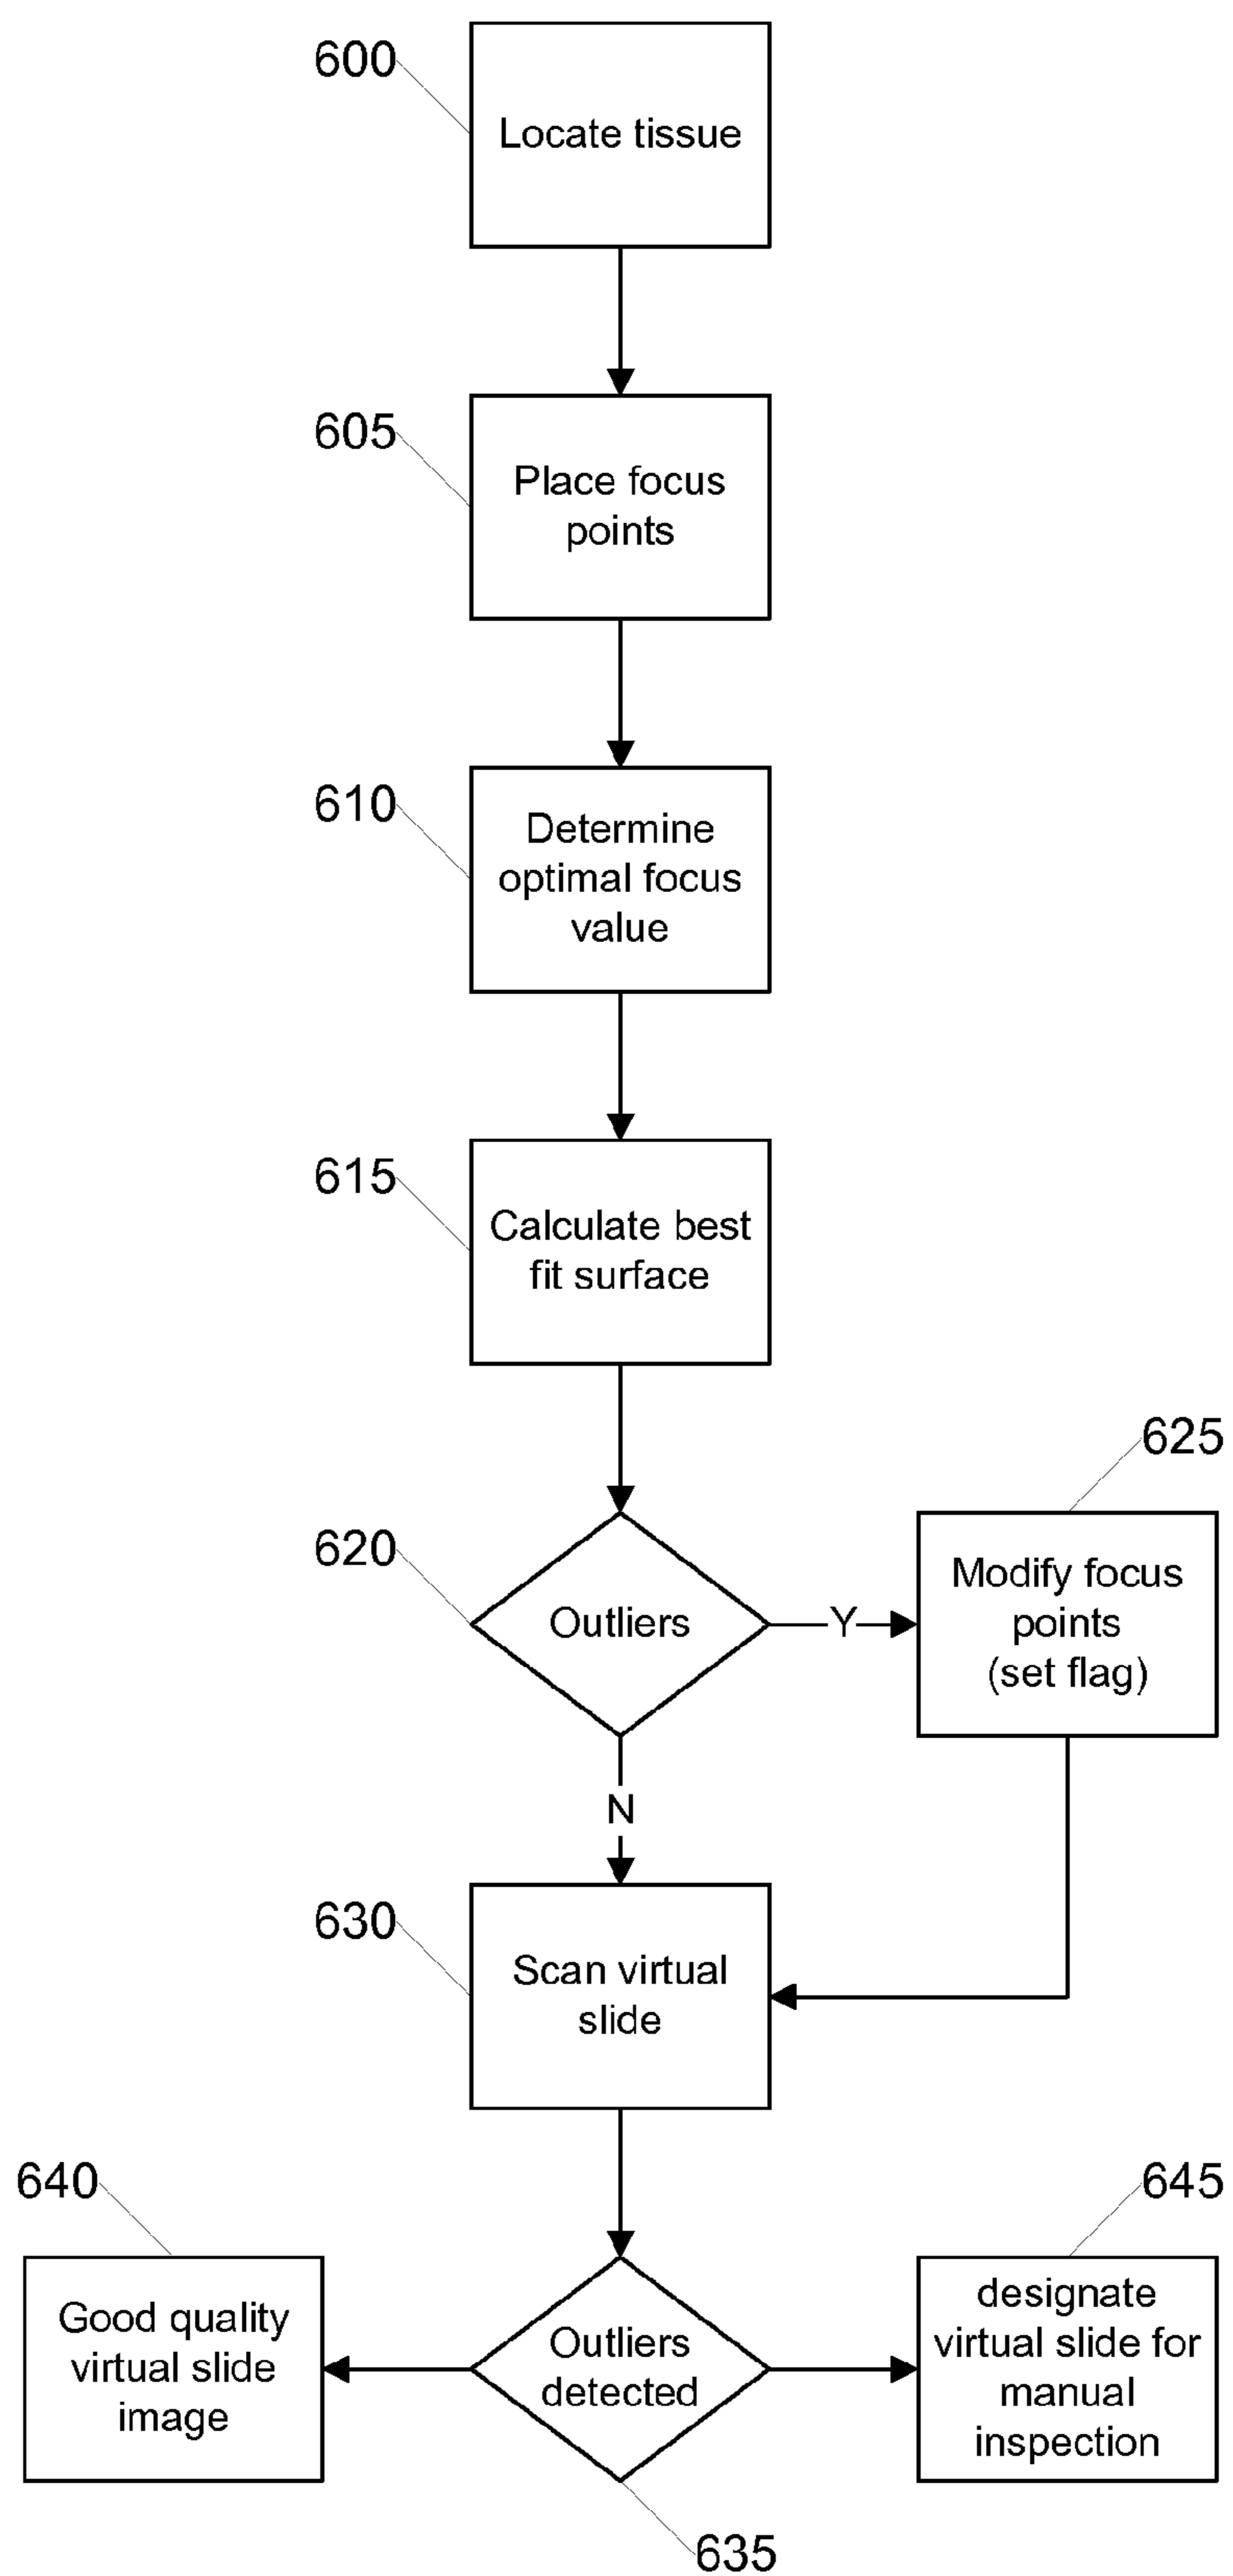 600
Locate tissue
605
Place focus
points
610
Determine
optimal focus
value
615
Calculate best
fit surface
620
Outliers
Y
625
Modify focus
points
(set flag)
N
630
Scan virtual
slide
640
Good quality
virtual slide
image
Outliers
detected
635
645
designate
virtual slide for
manual
inspection